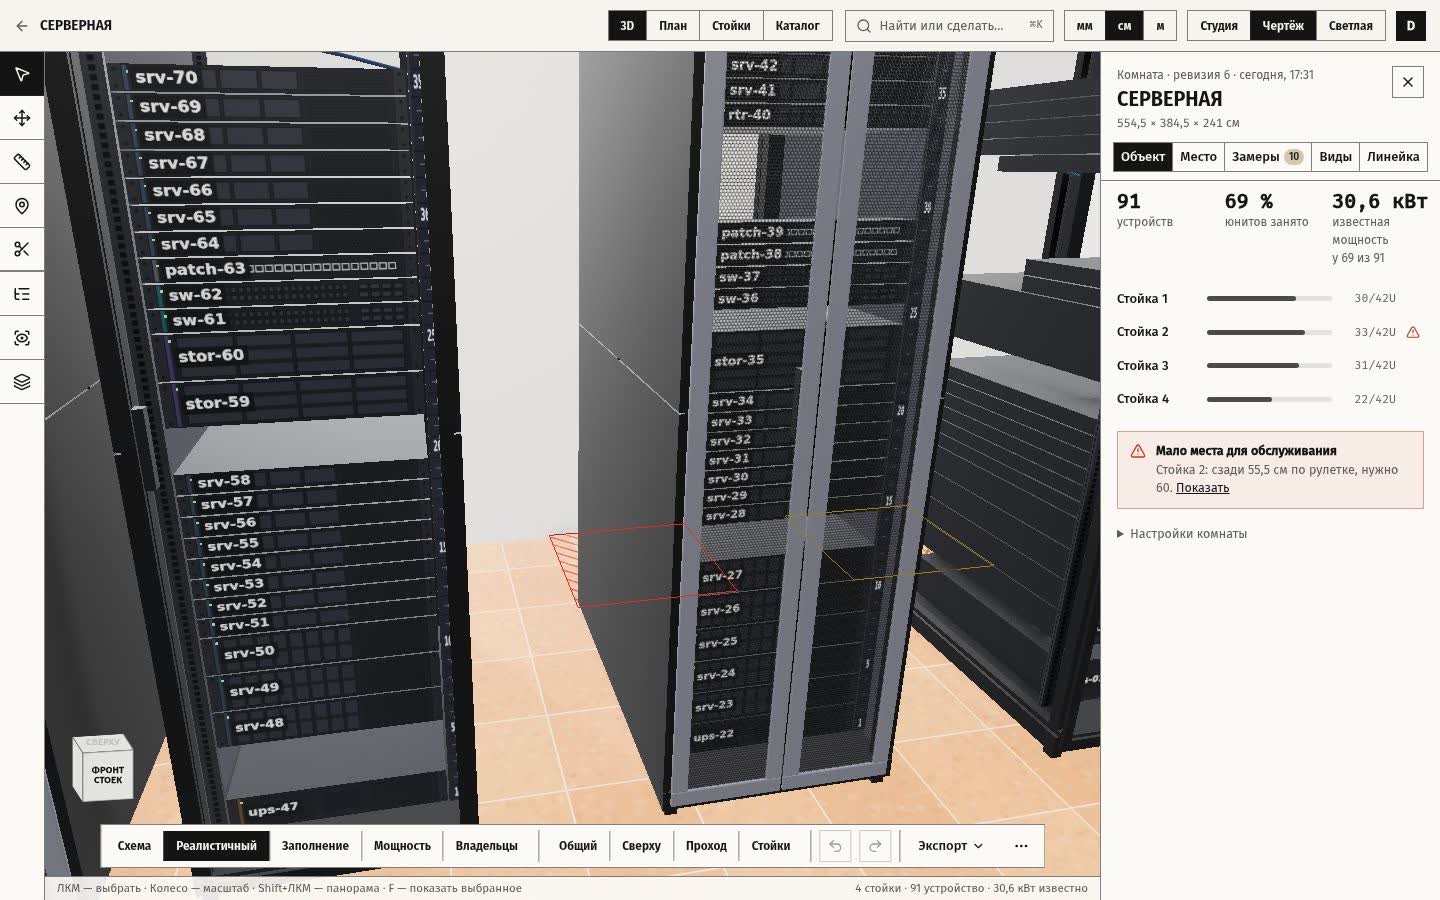 СЕРВЕРНАЯ
3D План Стойки Каталог
Найти или сделать... ⌘K
мм см м
Студия Чертёж Светлая
D
srv-70
srv-69
srv-68
srv-67
srv-66
srv-65
srv-64
patch-63
sw-62
sw-61
stor-60
stor-59
srv-58
srv-57
srv-56
srv-55
srv-54
srv-53
srv-52
srv-51
srv-50
srv-49
srv-48
ups-47
srv-42
srv-41
rtr-40
patch-39
patch-38
sw-37
sw-36
stor-35
srv-34
srv-33
srv-32
srv-31
srv-30
srv-29
srv-28
srv-27
srv-26
srv-25
srv-24
srv-23
ups-22
35
30
25
20
15
10
5
1
СВЕРХУ
ФРОНТ
СТОЕК
Схема Реалистичный Заполнение Мощность Владельцы Общий Сверху Проход Стойки Экспорт
ЛКМ — выбрать · Колесо — масштаб · Shift+ЛКМ — панорама · F — показать выбранное
4 стойки · 91 устройство · 30,6 кВт известно
Комната · ревизия 6 · сегодня, 17:31
СЕРВЕРНАЯ
554,5 × 384,5 × 241 см
Объект Место Замеры 10 Виды Линейка
91 69 % 30,6 кВт
устройств юнитов занято известная
мощность
у 69 из 91
Стойка 1 30/42U
Стойка 2 33/42U
Стойка 3 31/42U
Стойка 4 22/42U
Мало места для обслуживания
Стойка 2: сзади 55,5 см по рулетке, нужно
60. Показать
Настройки комнаты